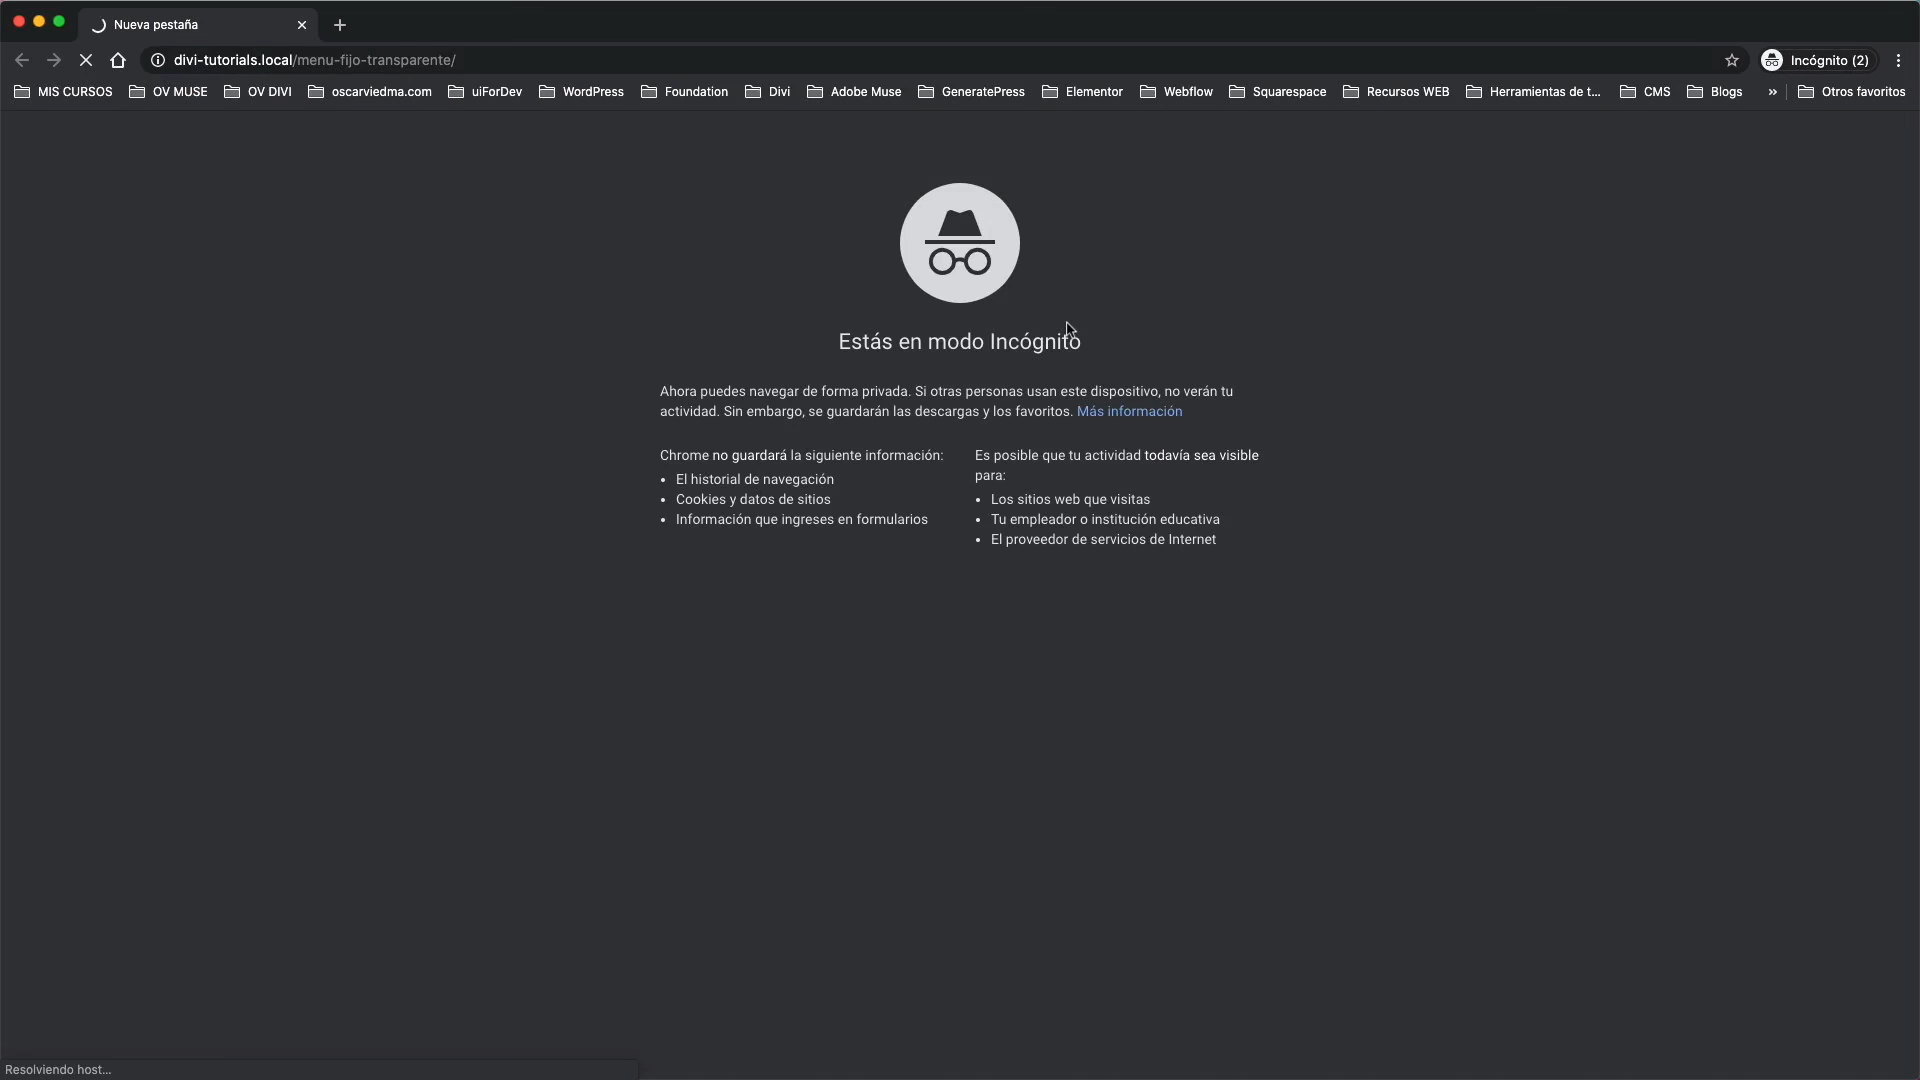 Nueva pestaña
divi-tutorials.local/menu-fijo-transparente/
Incógnito (2)
MIS CURSOS OV MUSE OV DIVI oscarviedma.com uiForDev WordPress Foundation Divi Adobe Muse GeneratePress Elementor Webflow Squarespace Recursos WEB Herramientas de t... CMS Blogs » Otros favoritos
Estás en modo Incógnito
Ahora puedes navegar de forma privada. Si otras personas usan este dispositivo, no verán tu
actividad. Sin embargo, se guardarán las descargas y los favoritos. Más información
Chrome no guardará la siguiente información:
• El historial de navegación
• Cookies y datos de sitios
• Información que ingreses en formularios
Es posible que tu actividad todavía sea visible
para:
• Los sitios web que visitas
• Tu empleador o institución educativa
• El proveedor de servicios de Internet
Resolviendo host...